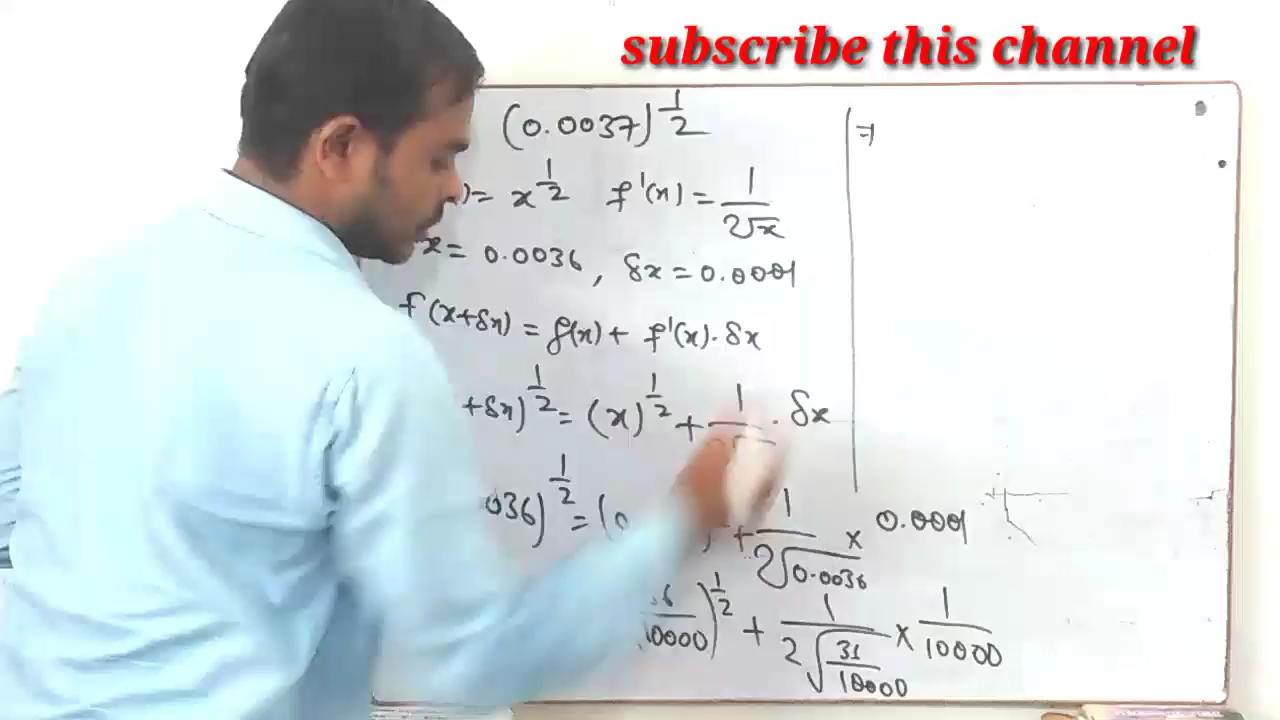 subscribe this channel
(0.0037)^{1/2}
)= x^{1/2} f'(x) = 1/(2√x)
x = 0.0036, δx = 0.0001
f(x+δx) = f(x) + f'(x). δx
+δx)^{1/2} = (x)^{1/2} + 1/ . δx
036)^{1/2} = (0 ) + 1/(2√0.0036) × 0.0001
/10000)^{1/2} + 1/(2√(31/10000)) × 1/10000
⇒